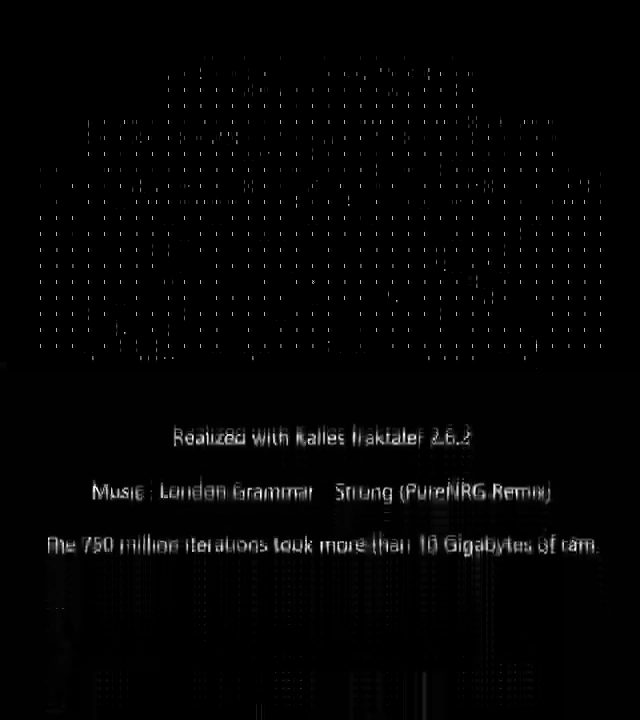 Realized with Kalles fraktaler 2.6.2
Music : London Grammar Strong (PureNRG Remix)
The 750 million iterations took more than 10 Gigabytes of ram.